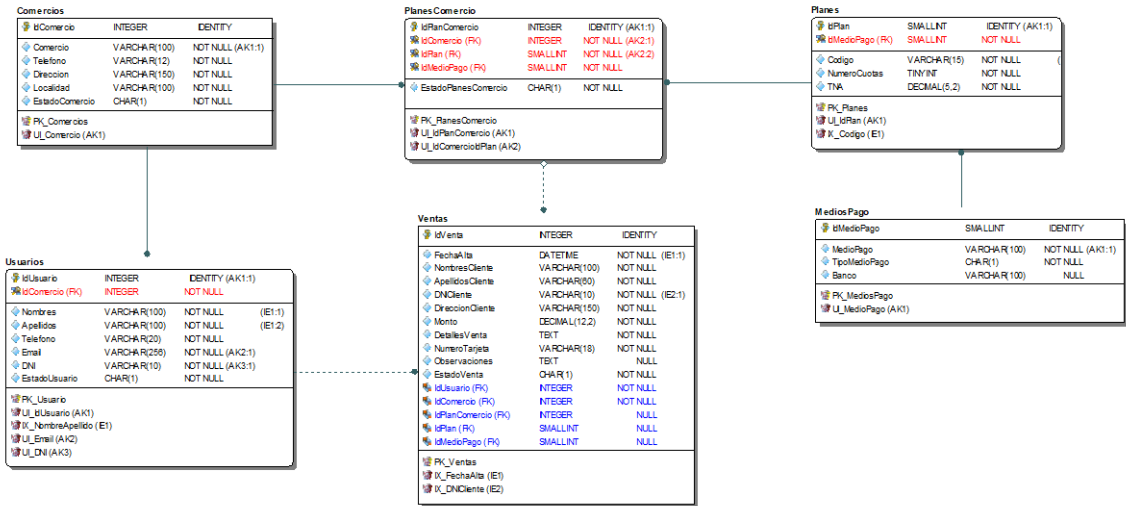 Comercios
IdComercio INTEGER IDENTITY
Comercio VARCHAR(100) NOT NULL (AK1:1)
Telefono VARCHAR(12) NOT NULL
Direccion VARCHAR(150) NOT NULL
Localidad VARCHAR(100) NOT NULL
EstadoComercio CHAR(1) NOT NULL
PK_Comercios
UI_Comercio (AK1)
PlanesComercio
IdPlanComercio INTEGER IDENTITY (AK1:1)
IdComercio (FK) INTEGER NOT NULL (AK2:1)
IdPlan (FK) SMALLINT NOT NULL (AK2:2)
IdMedioPago (FK) SMALLINT NOT NULL
EstadoPlanesComercio CHAR(1) NOT NULL
PK_PlanesComercio
UI_IdPlanComercio (AK1)
UI_IdComercioIdPlan (AK2)
Planes
IdPlan SMALLINT IDENTITY (AK1:1)
IdMedioPago (FK) SMALLINT NOT NULL
Codigo VARCHAR(15) NOT NULL (
NumeroCuotas TINYINT NOT NULL
TNA DECIMAL(5,2) NOT NULL
PK_Planes
UI_IdPlan (AK1)
IX_Codigo (IE1)
MediosPago
IdMedioPago SMALLINT IDENTITY
MedioPago VARCHAR(100) NOT NULL (AK1:1)
TipoMedioPago CHAR(1) NOT NULL
Banco VARCHAR(100) NULL
PK_MediosPago
UI_MedioPago (AK1)
Usuarios
IdUsuario INTEGER IDENTITY (AK1:1)
IdComercio (FK) INTEGER NOT NULL
Nombres VARCHAR(100) NOT NULL (IE1:1)
Apellidos VARCHAR(100) NOT NULL (IE1:2)
Telefono VARCHAR(20) NOT NULL
Email VARCHAR(256) NOT NULL (AK2:1)
DNI VARCHAR(10) NOT NULL (AK3:1)
EstadoUsuario CHAR(1) NOT NULL
PK_Usuario
UI_IdUsuario (AK1)
IX_NombreApellido (IE1)
UI_Email (AK2)
UI_DNI (AK3)
Ventas
IdVenta INTEGER IDENTITY
FechaAlta DATETIME NOT NULL (IE1:1)
NombresCliente VARCHAR(100) NOT NULL
ApellidosCliente VARCHAR(60) NOT NULL
DNICliente VARCHAR(10) NOT NULL (IE2:1)
DireccionCliente VARCHAR(150) NOT NULL
Monto DECIMAL(12,2) NOT NULL
DetallesVenta TEXT NOT NULL
NumeroTarjeta VARCHAR(18) NOT NULL
Observaciones TEXT NULL
EstadoVenta CHAR(1) NOT NULL
IdUsuario (FK) INTEGER NOT NULL
IdComercio (FK) INTEGER NOT NULL
IdPlanComercio (FK) INTEGER NULL
IdPlan (FK) SMALLINT NULL
IdMedioPago (FK) SMALLINT NULL
PK_Ventas
IX_FechaAlta (IE1)
IX_DNICliente (IE2)